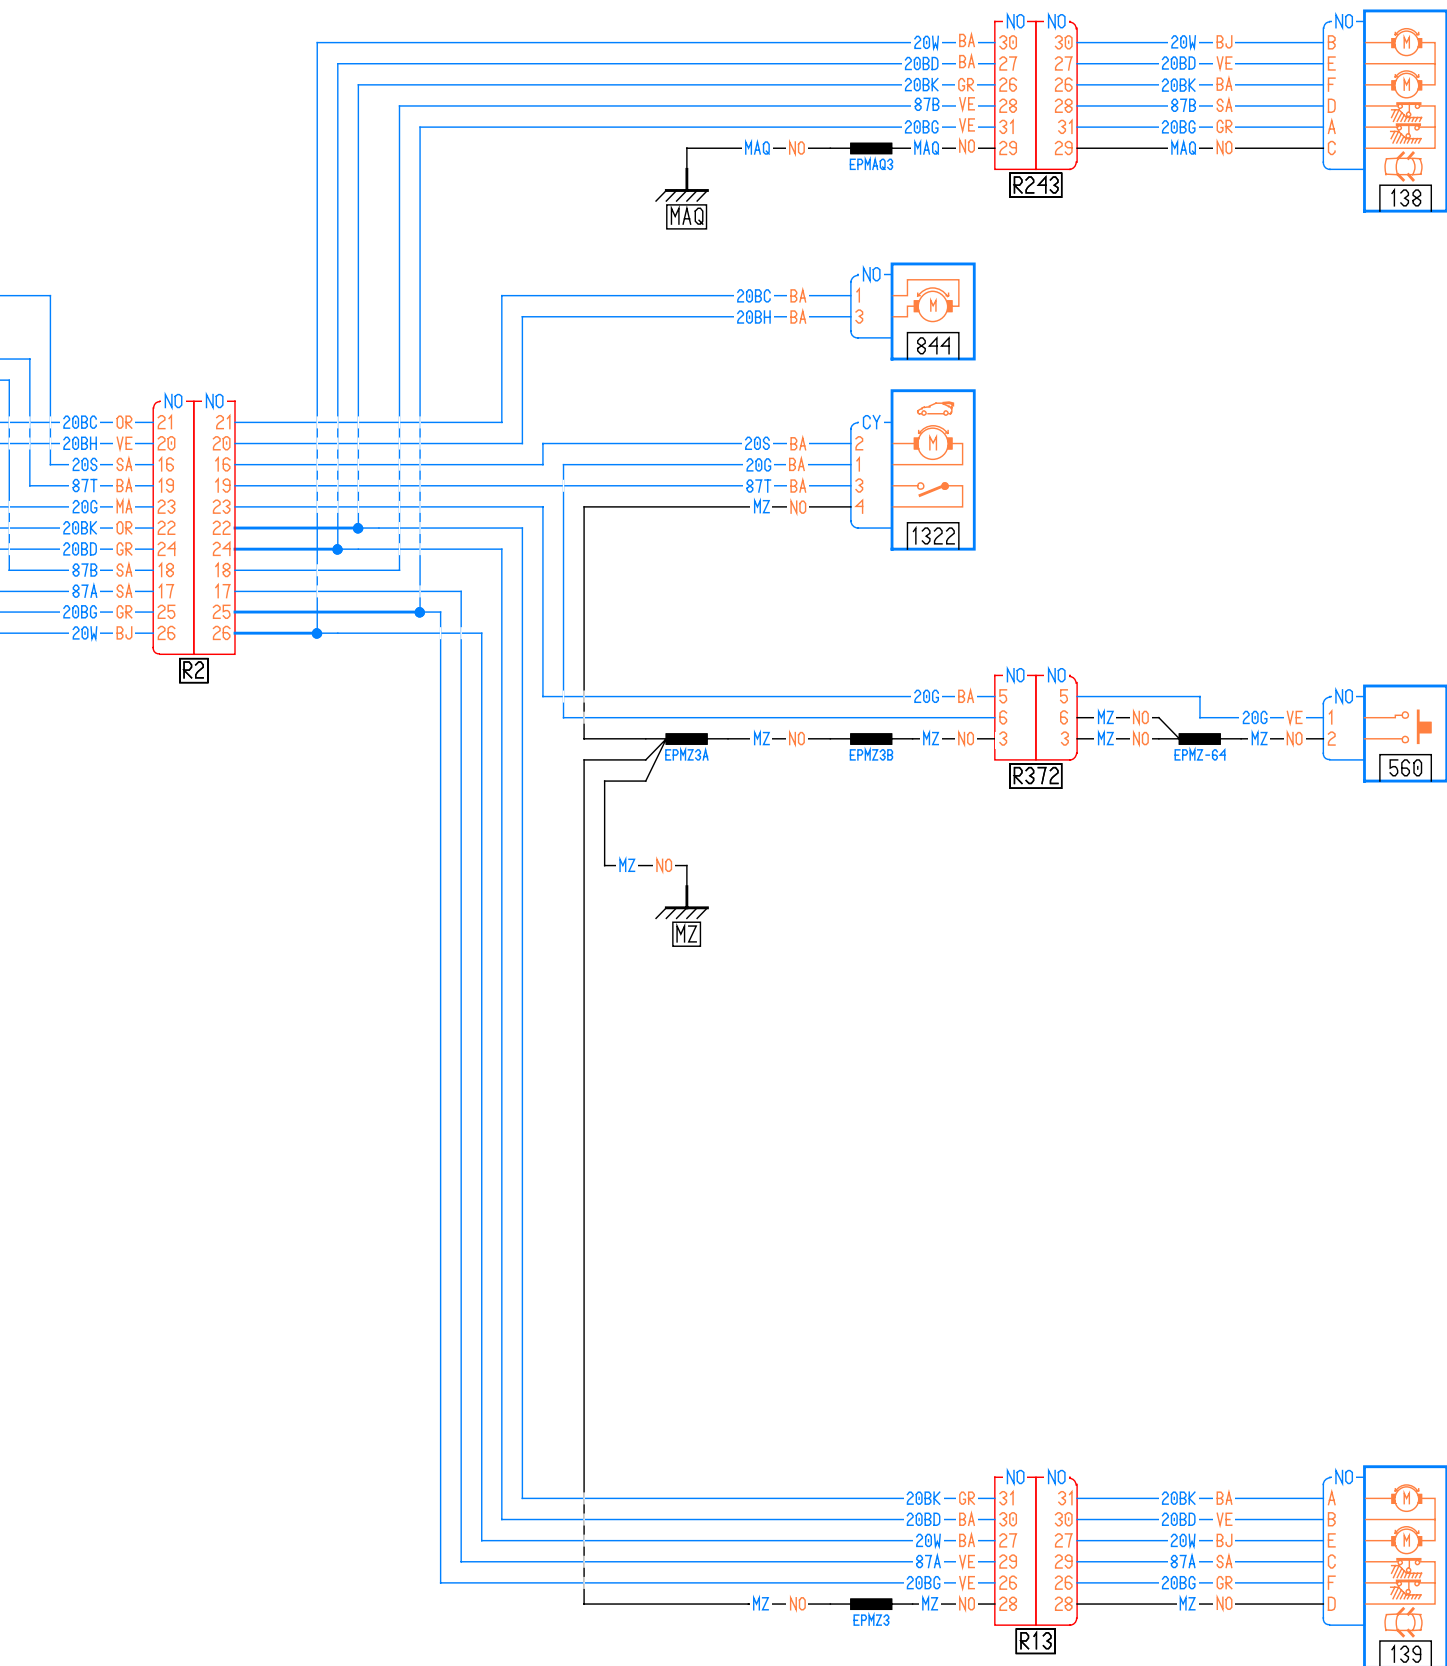 NO NO NO
20W BA 30 30 20W BJ B M
20BD BA 27 27 20BD VE E
20BK GR 26 26 20BK BA F M
87B VE 28 28 87B SA D
20BG VE 31 31 20BG GR A
MAQ NO MAQ NO 29 29 MAQ NO C
EPMAQ3
R243 138
MAQ
NO
20BC BA 1 M
20BH BA 3
844
NO NO
20BC OR 21 21 CY
20BH VE 20 20 20S BA 2 M
20S SA 16 16 20G BA 1
87T BA 19 19 87T BA 3
20G MA 23 23 MZ NO 4
20BK OR 22 22
1322
20BD GR 24 24
87B SA 18 18
87A SA 17 17
20BG GR 25 25
20W BJ 26 26
R2
NO NO
20G BA 5 5 NO
6 6 MZ NO 20G VE 1
MZ NO MZ NO 3 3 MZ NO MZ NO 2
EPMZ3A EPMZ3B EPMZ-64
R372 560
MZ NO
MZ
NO NO NO
20BK GR 31 31 20BK BA A M
20BD BA 30 30 20BD VE B
20W BA 27 27 20W BJ E M
87A VE 29 29 87A SA C
20BG VE 26 26 20BG GR F
MZ NO MZ NO 28 28 MZ NO D
EPMZ3
R13 139